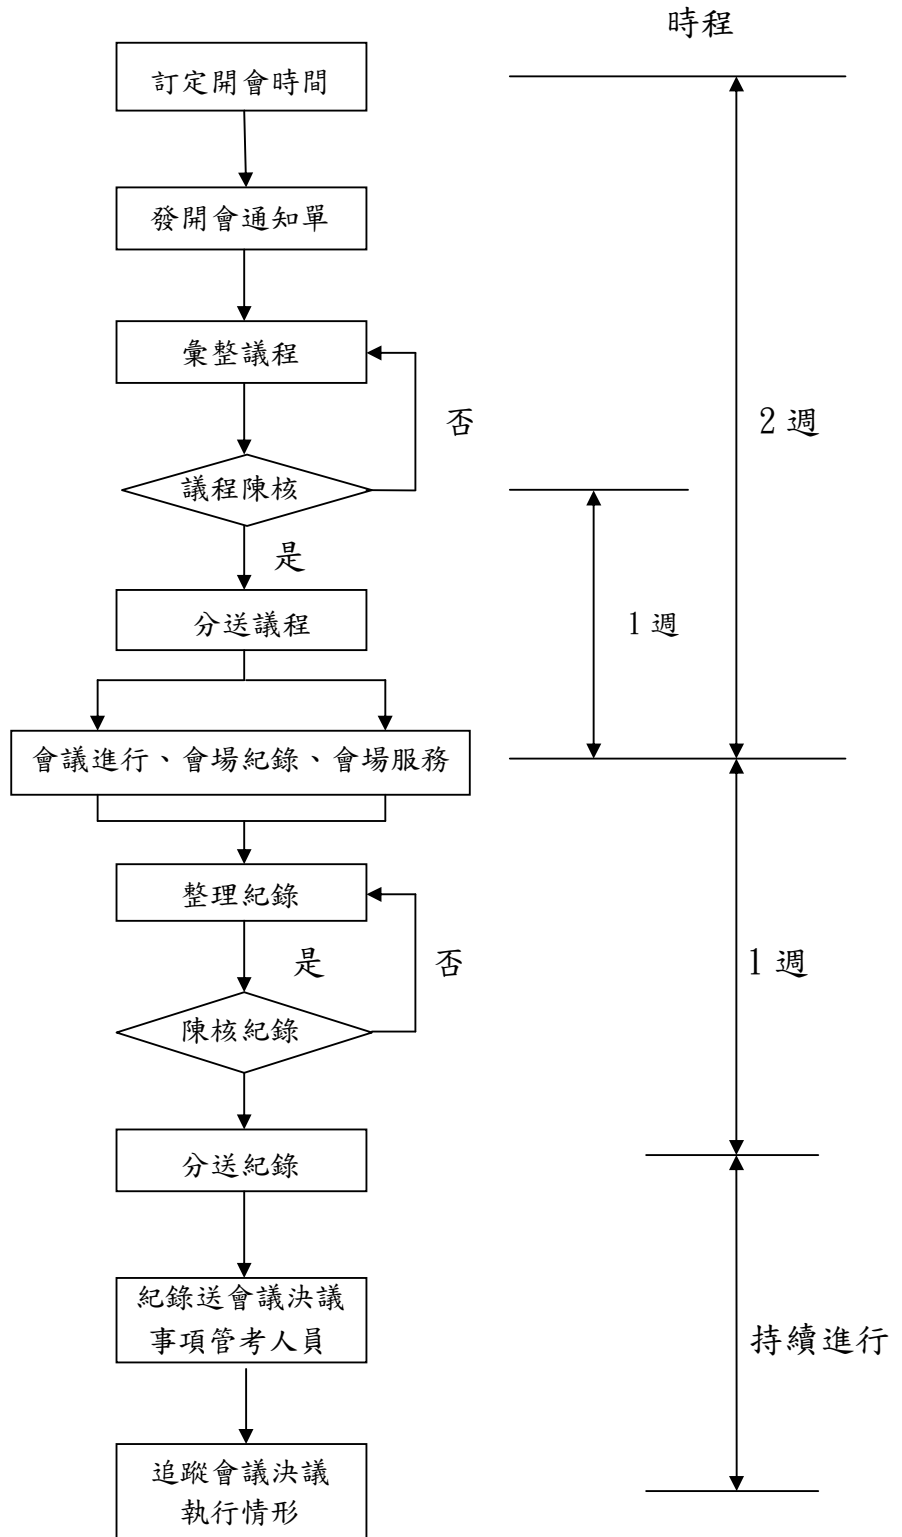 時程
訂定開會時間
發開會通知單
彙整議程
否
2 週
議程陳核
是
分送議程
1 週
會議進行、會場紀錄、會場服務
整理紀錄
是
否
1 週
陳核紀錄
分送紀錄
紀錄送會議決議
事項管考人員
持續進行
追蹤會議決議
執行情形